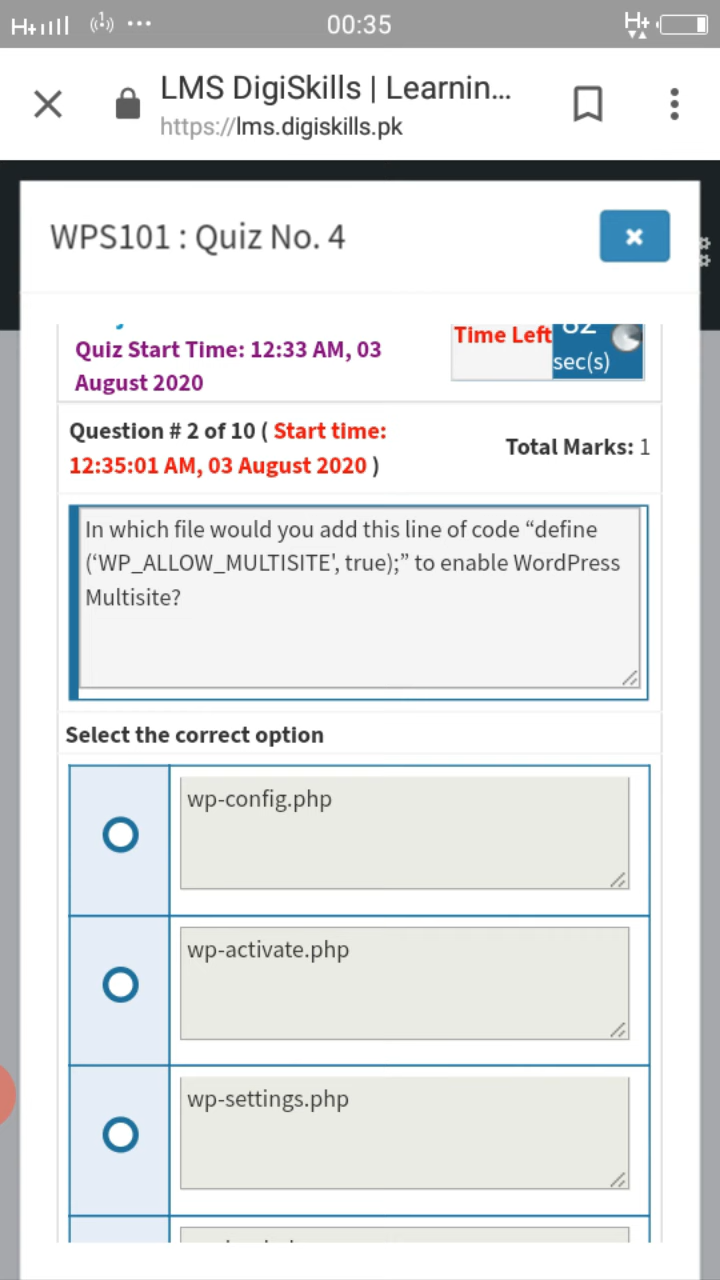 00:35
LMS DigiSkills | Learnin...
https://lms.digiskills.pk
WPS101 : Quiz No. 4
Quiz Start Time: 12:33 AM, 03
August 2020
Time Left
sec(s)
Question # 2 of 10 ( Start time:
12:35:01 AM, 03 August 2020 )
Total Marks: 1
In which file would you add this line of code “define
(‘WP_ALLOW_MULTISITE', true);” to enable WordPress
Multisite?
Select the correct option
wp-config.php
wp-activate.php
wp-settings.php